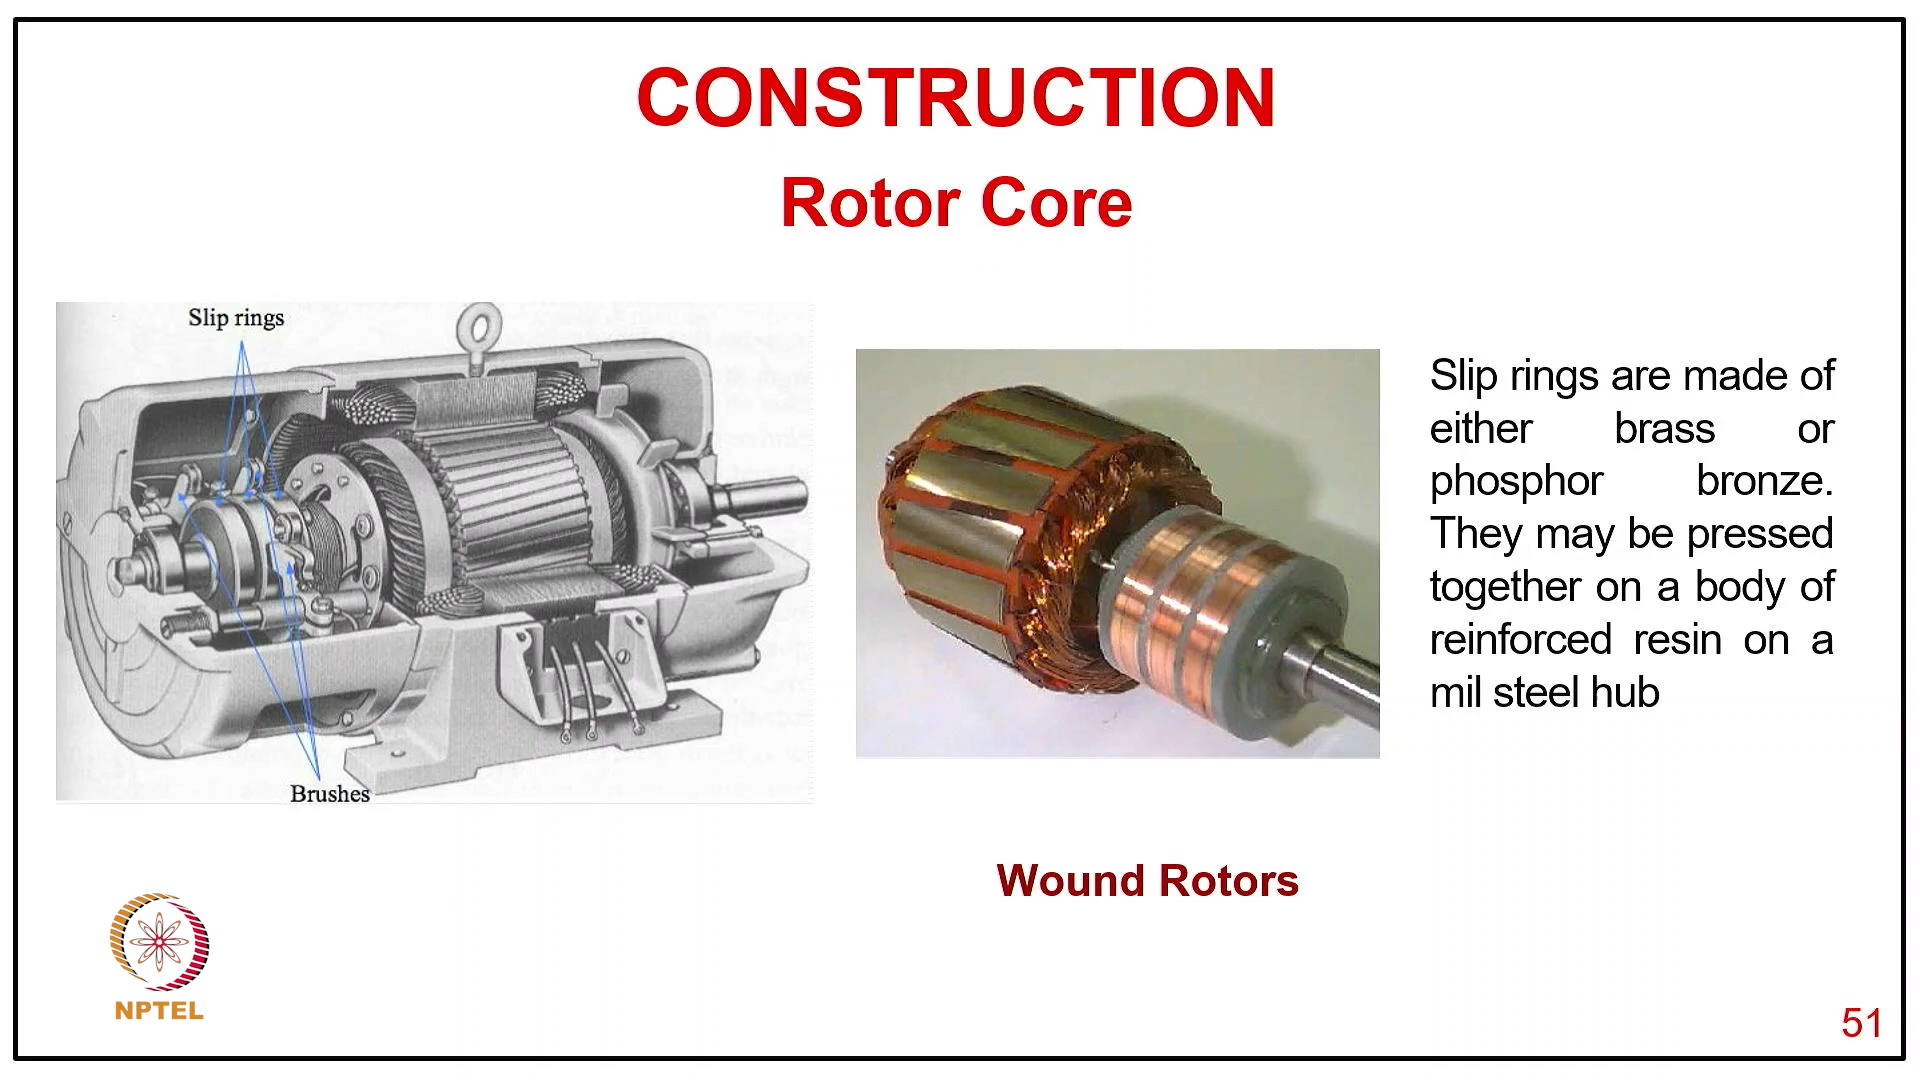 CONSTRUCTION
Rotor Core
Slip rings
Brushes
Slip rings are made of
either brass or
phosphor bronze.
They may be pressed
together on a body of
reinforced resin on a
mil steel hub
Wound Rotors
NPTEL
51